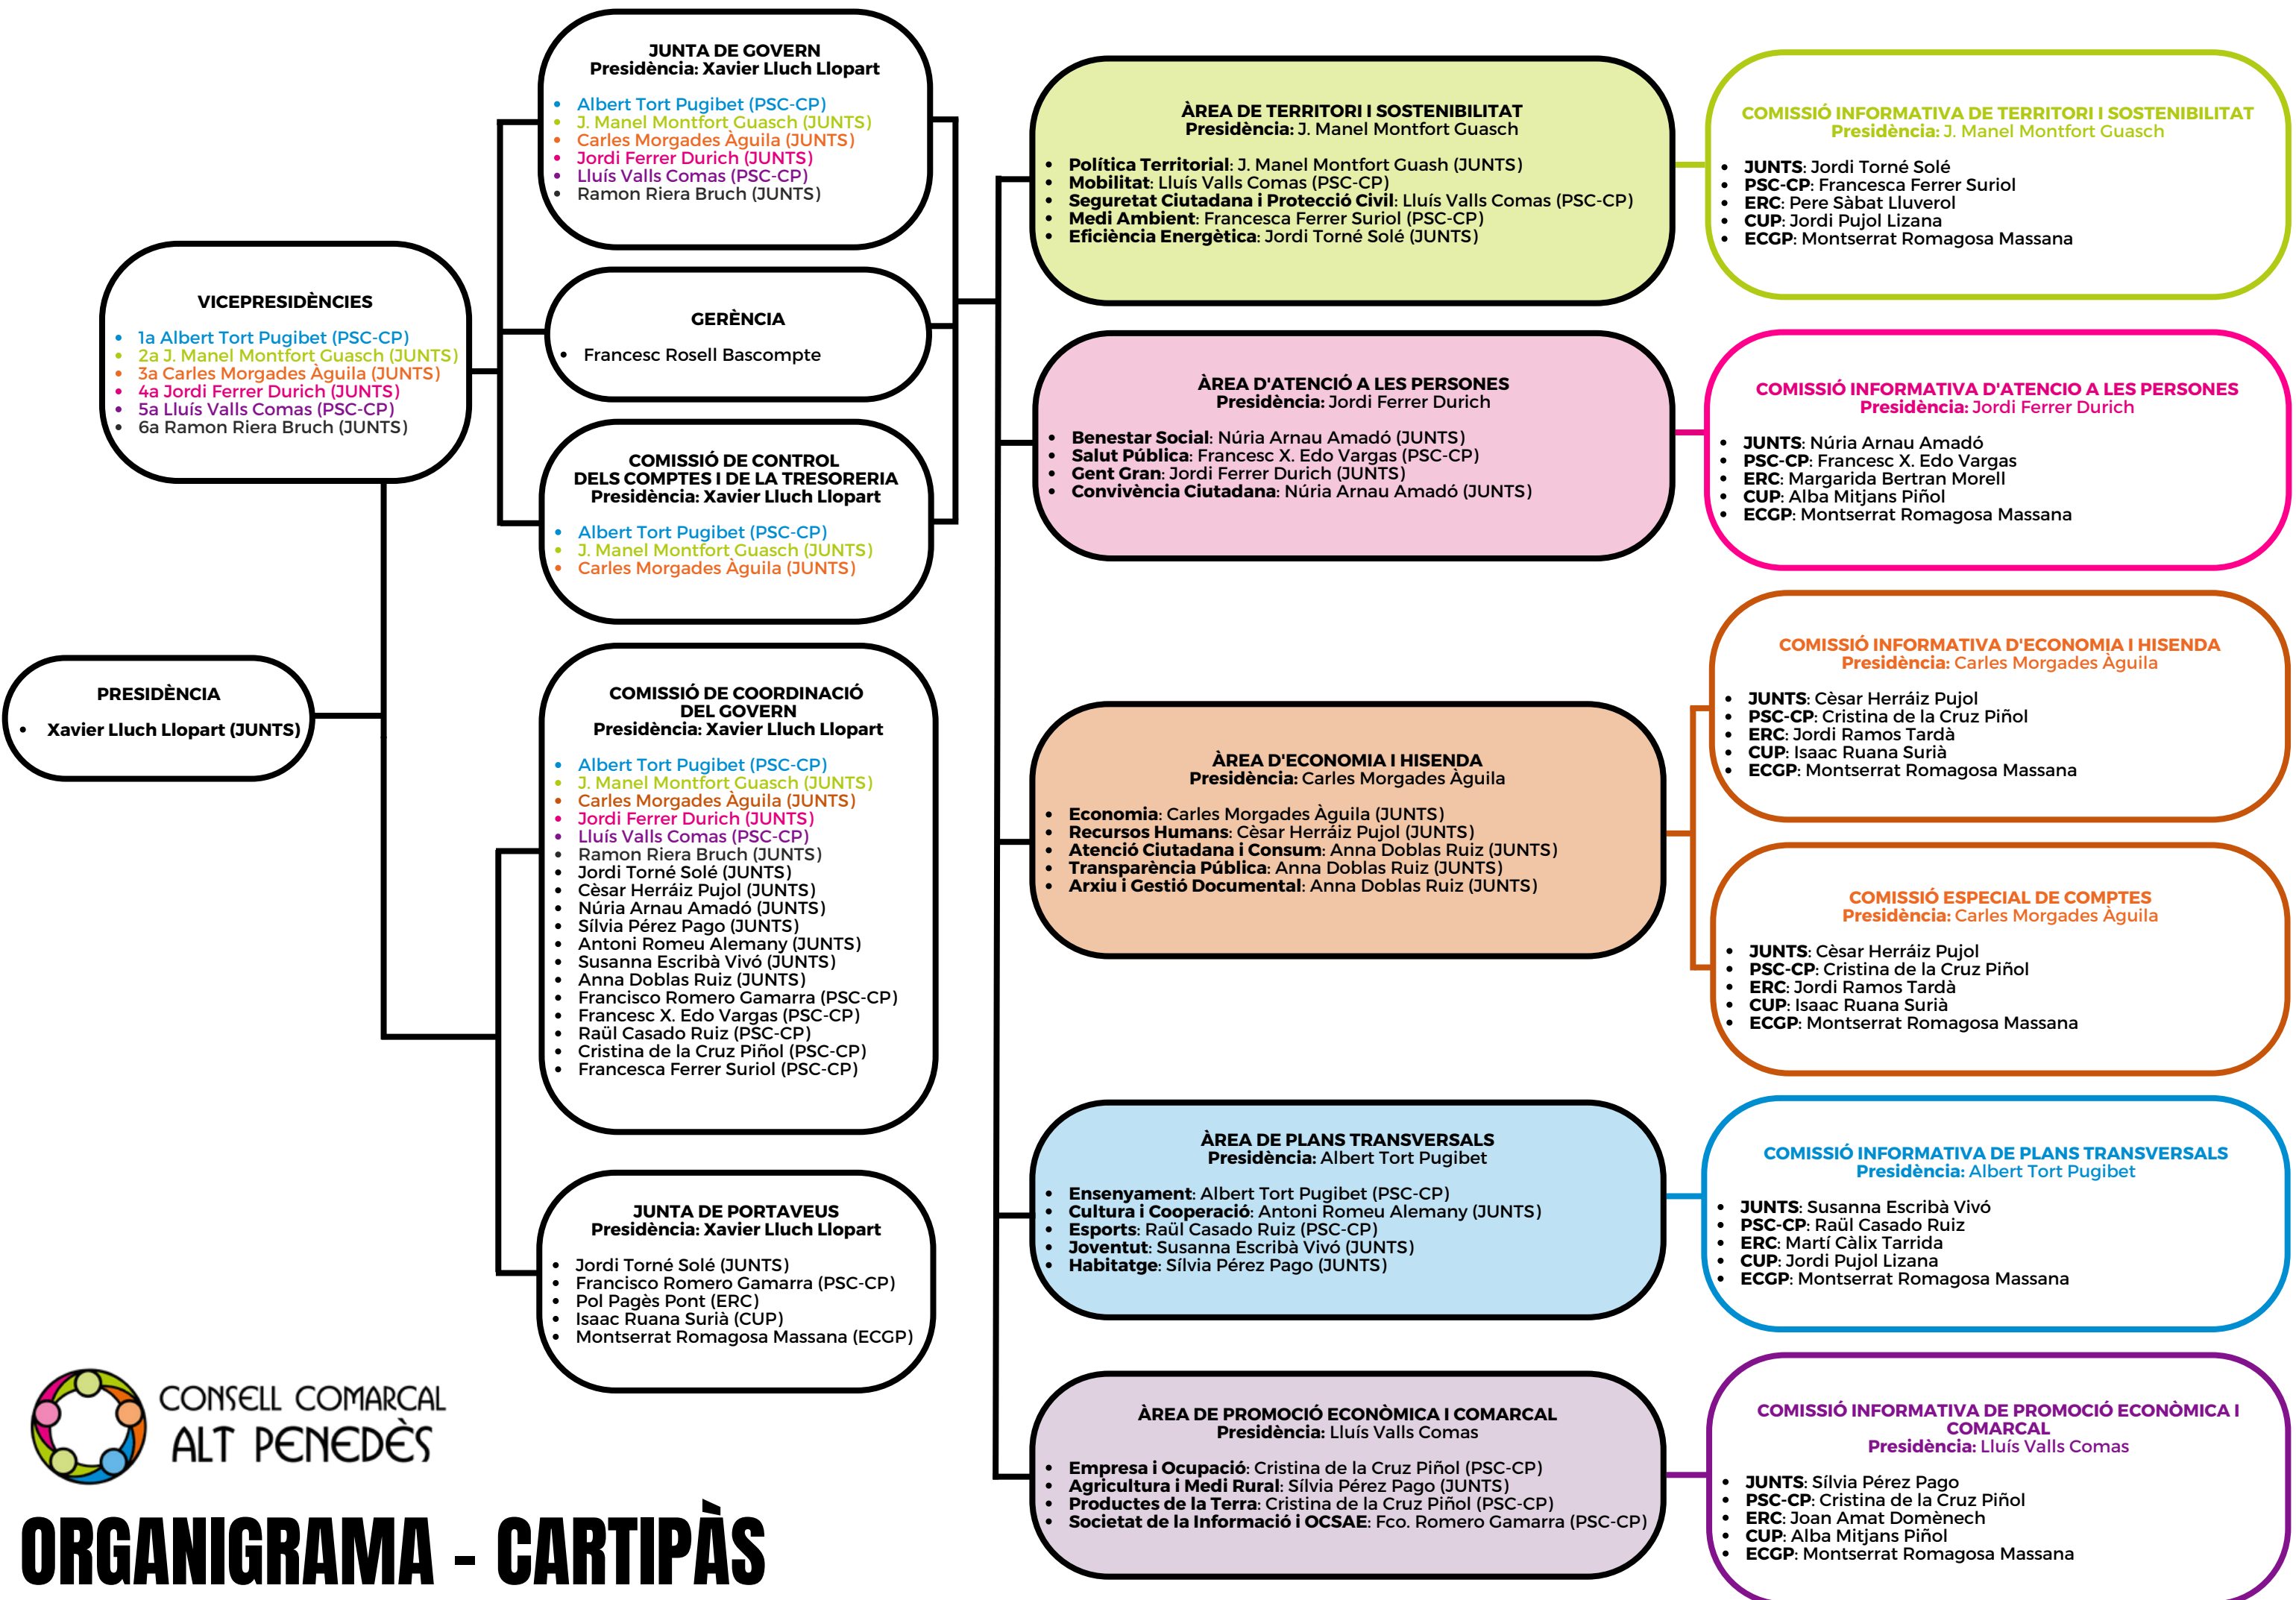 PRESIDÈNCIA
Xavier Lluch Llopart (JUNTS)
VICEPRESIDÈNCIES
1a Albert Tort Pugibet (PSC-CP)
2a J. Manel Montfort Guasch (JUNTS)
3a Carles Morgades Àguila (JUNTS)
4a Jordi Ferrer Durich (JUNTS)
5a Lluís Valls Comas (PSC-CP)
6a Ramon Riera Bruch (JUNTS)
JUNTA DE GOVERN
Presidència: Xavier Lluch Llopart
Albert Tort Pugibet (PSC-CP)
J. Manel Montfort Guasch (JUNTS)
Carles Morgades Àguila (JUNTS)
Jordi Ferrer Durich (JUNTS)
Lluís Valls Comas (PSC-CP)
Ramon Riera Bruch (JUNTS)
GERÈNCIA
Francesc Rosell Bascompte
COMISSIÓ DE CONTROL
DELS COMPTES I DE LA TRESORERIA
Presidència: Xavier Lluch Llopart
Albert Tort Pugibet (PSC-CP)
J. Manel Montfort Guasch (JUNTS)
Carles Morgades Àguila (JUNTS)
COMISSIÓ DE COORDINACIÓ
DEL GOVERN
Presidència: Xavier Lluch Llopart
Albert Tort Pugibet (PSC-CP)
J. Manel Montfort Guasch (JUNTS)
Carles Morgades Àguila (JUNTS)
Jordi Ferrer Durich (JUNTS)
Lluís Valls Comas (PSC-CP)
Ramon Riera Bruch (JUNTS)
Jordi Torné Solé (JUNTS)
Cèsar Herráiz Pujol (JUNTS)
Núria Arnau Amadó (JUNTS)
Sílvia Pérez Pago (JUNTS)
Antoni Romeu Alemany (JUNTS)
Susanna Escribà Vivó (JUNTS)
Anna Doblas Ruiz (JUNTS)
Francisco Romero Gamarra (PSC-CP)
Francesc X. Edo Vargas (PSC-CP)
Raül Casado Ruiz (PSC-CP)
Cristina de la Cruz Piñol (PSC-CP)
Francesca Ferrer Suriol (PSC-CP)
JUNTA DE PORTAVEUS
Presidència: Xavier Lluch Llopart
Jordi Torné Solé (JUNTS)
Francisco Romero Gamarra (PSC-CP)
Pol Pagès Pont (ERC)
Isaac Ruana Surià (CUP)
Montserrat Romagosa Massana (ECGP)
ÀREA DE TERRITORI I SOSTENIBILITAT
Presidència: J. Manel Montfort Guasch
Política Territorial: J. Manel Montfort Guash (JUNTS)
Mobilitat: Lluís Valls Comas (PSC-CP)
Seguretat Ciutadana i Protecció Civil: Lluís Valls Comas (PSC-CP)
Medi Ambient: Francesca Ferrer Suriol (PSC-CP)
Eficiència Energètica: Jordi Torné Solé (JUNTS)
ÀREA D'ATENCIÓ A LES PERSONES
Presidència: Jordi Ferrer Durich
Benestar Social: Núria Arnau Amadó (JUNTS)
Salut Pública: Francesc X. Edo Vargas (PSC-CP)
Gent Gran: Jordi Ferrer Durich (JUNTS)
Convivència Ciutadana: Núria Arnau Amadó (JUNTS)
ÀREA D'ECONOMIA I HISENDA
Presidència: Carles Morgades Àguila
Economia: Carles Morgades Àguila (JUNTS)
Recursos Humans: Cèsar Herráiz Pujol (JUNTS)
Atenció Ciutadana i Consum: Anna Doblas Ruiz (JUNTS)
Transparència Pública: Anna Doblas Ruiz (JUNTS)
Arxiu i Gestió Documental: Anna Doblas Ruiz (JUNTS)
ÀREA DE PLANS TRANSVERSALS
Presidència: Albert Tort Pugibet
Ensenyament: Albert Tort Pugibet (PSC-CP)
Cultura i Cooperació: Antoni Romeu Alemany (JUNTS)
Esports: Raül Casado Ruiz (PSC-CP)
Joventut: Susanna Escribà Vivó (JUNTS)
Habitatge: Sílvia Pérez Pago (JUNTS)
ÀREA DE PROMOCIÓ ECONÒMICA I COMARCAL
Presidència: Lluís Valls Comas
Empresa i Ocupació: Cristina de la Cruz Piñol (PSC-CP)
Agricultura i Medi Rural: Sílvia Pérez Pago (JUNTS)
Productes de la Terra: Cristina de la Cruz Piñol (PSC-CP)
Societat de la Informació i OCSAE: Fco. Romero Gamarra (PSC-CP)
COMISSIÓ INFORMATIVA DE TERRITORI I SOSTENIBILITAT
Presidència: J. Manel Montfort Guasch
JUNTS: Jordi Torné Solé
PSC-CP: Francesca Ferrer Suriol
ERC: Pere Sàbat Lluverol
CUP: Jordi Pujol Lizana
ECGP: Montserrat Romagosa Massana
COMISSIÓ INFORMATIVA D'ATENCIO A LES PERSONES
Presidència: Jordi Ferrer Durich
JUNTS: Núria Arnau Amadó
PSC-CP: Francesc X. Edo Vargas
ERC: Margarida Bertran Morell
CUP: Alba Mitjans Piñol
ECGP: Montserrat Romagosa Massana
COMISSIÓ INFORMATIVA D'ECONOMIA I HISENDA
Presidència: Carles Morgades Àguila
JUNTS: Cèsar Herráiz Pujol
PSC-CP: Cristina de la Cruz Piñol
ERC: Jordi Ramos Tardà
CUP: Isaac Ruana Surià
ECGP: Montserrat Romagosa Massana
COMISSIÓ ESPECIAL DE COMPTES
Presidència: Carles Morgades Àguila
JUNTS: Cèsar Herráiz Pujol
PSC-CP: Cristina de la Cruz Piñol
ERC: Jordi Ramos Tardà
CUP: Isaac Ruana Surià
ECGP: Montserrat Romagosa Massana
COMISSIÓ INFORMATIVA DE PLANS TRANSVERSALS
Presidència: Albert Tort Pugibet
JUNTS: Susanna Escribà Vivó
PSC-CP: Raül Casado Ruiz
ERC: Martí Càlix Tarrida
CUP: Jordi Pujol Lizana
ECGP: Montserrat Romagosa Massana
COMISSIÓ INFORMATIVA DE PROMOCIÓ ECONÒMICA I
COMARCAL
Presidència: Lluís Valls Comas
JUNTS: Sílvia Pérez Pago
PSC-CP: Cristina de la Cruz Piñol
ERC: Joan Amat Domènech
CUP: Alba Mitjans Piñol
ECGP: Montserrat Romagosa Massana
CONSELL COMARCAL
ALT PENEDÈS
ORGANIGRAMA - CARTIPÀS